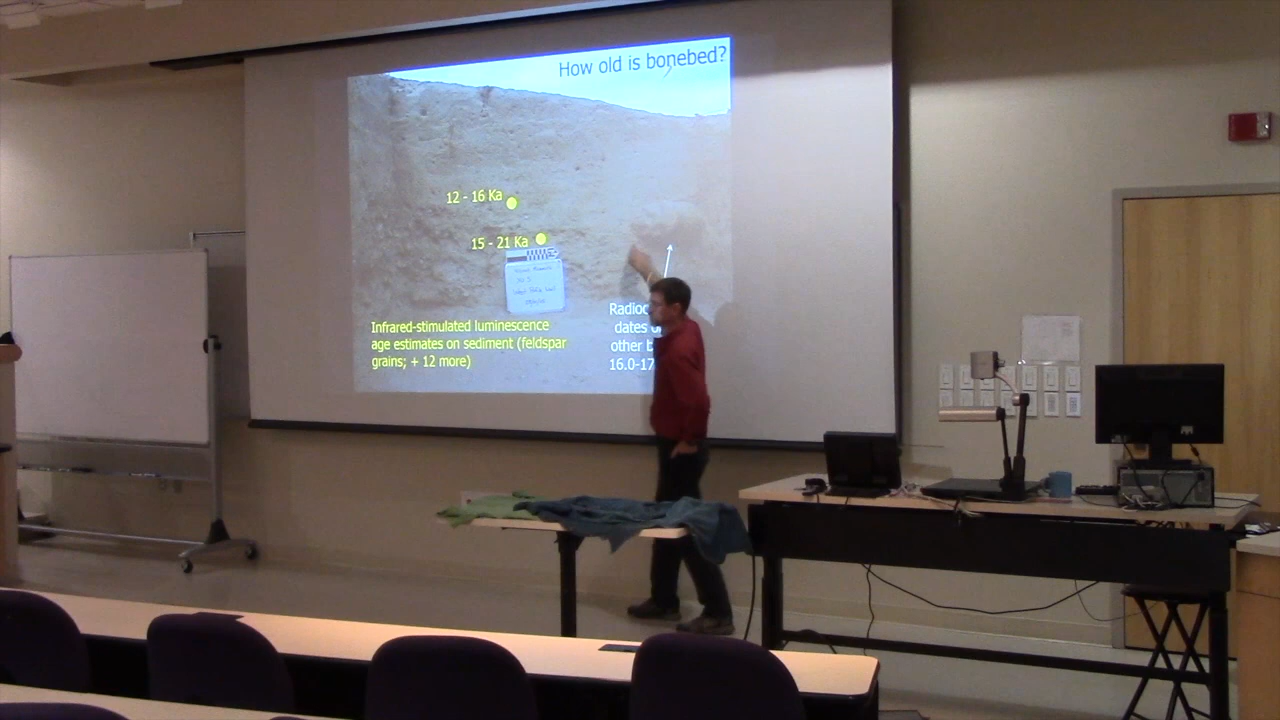 How old is bonebed?
12 - 16 Ka
15 - 21 Ka
Infrared-stimulated luminescence
age estimates on sediment (feldspar
grains; + 12 more)
dates
other
16.0-17